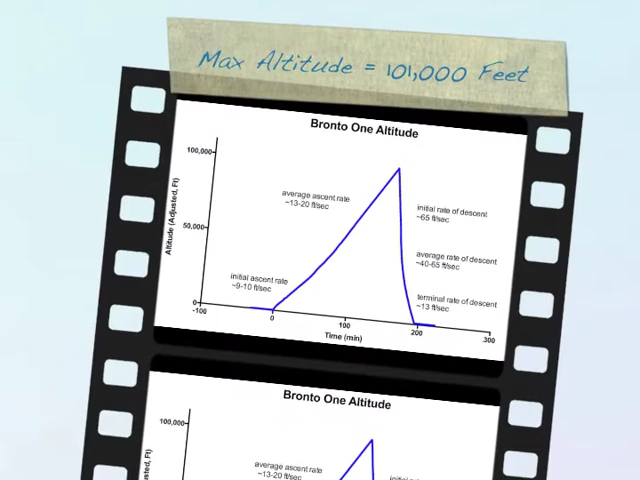 Max Altitude = 101,000 Feet
Bronto One Altitude
100,000
50,000
0
Altitude (Adjusted, Ft)
average ascent rate
~13-20 ft/sec
initial ascent rate
~9-10 ft/sec
initial rate of descent
~65 ft/sec
average rate of descent
~40-65 ft/sec
terminal rate of descent
~13 ft/sec
-100
0
100
200
300
Time (min)
Bronto One Altitude
100,000
average ascent rate
~13-20 ft/sec